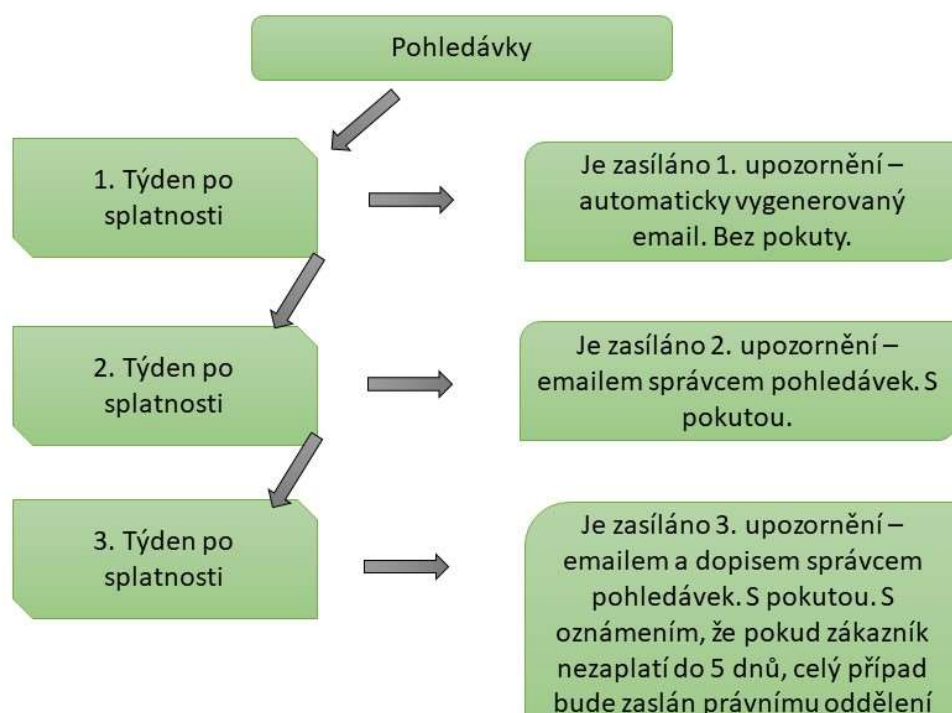 Pohledávky
1. Týden po
splatnosti
Je zasíláno 1. upozornění –
automaticky vygenerovaný
email. Bez pokuty.
2. Týden po
splatnosti
Je zasíláno 2. upozornění –
emailem správcem pohledávek. S
pokutou.
3. Týden po
splatnosti
Je zasíláno 3. upozornění –
emailem a dopisem správcem
pohledávek. S pokutou. S
oznámením, že pokud zákazník
nezaplatí do 5 dnů, celý případ
bude zaslán právnímu oddělení